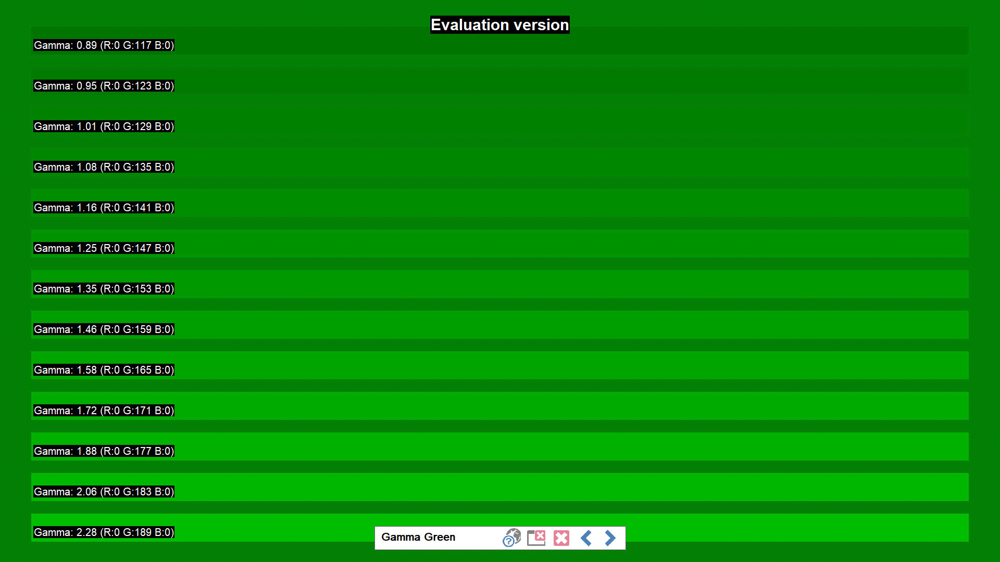 Evaluation version
Gamma: 0.89 (R:0 G:117 B:0)
Gamma: 0.95 (R:0 G:123 B:0)
Gamma: 1.01 (R:0 G:129 B:0)
Gamma: 1.08 (R:0 G:135 B:0)
Gamma: 1.16 (R:0 G:141 B:0)
Gamma: 1.25 (R:0 G:147 B:0)
Gamma: 1.35 (R:0 G:153 B:0)
Gamma: 1.46 (R:0 G:159 B:0)
Gamma: 1.58 (R:0 G:165 B:0)
Gamma: 1.72 (R:0 G:171 B:0)
Gamma: 1.88 (R:0 G:177 B:0)
Gamma: 2.06 (R:0 G:183 B:0)
Gamma: 2.28 (R:0 G:189 B:0)
Gamma Green